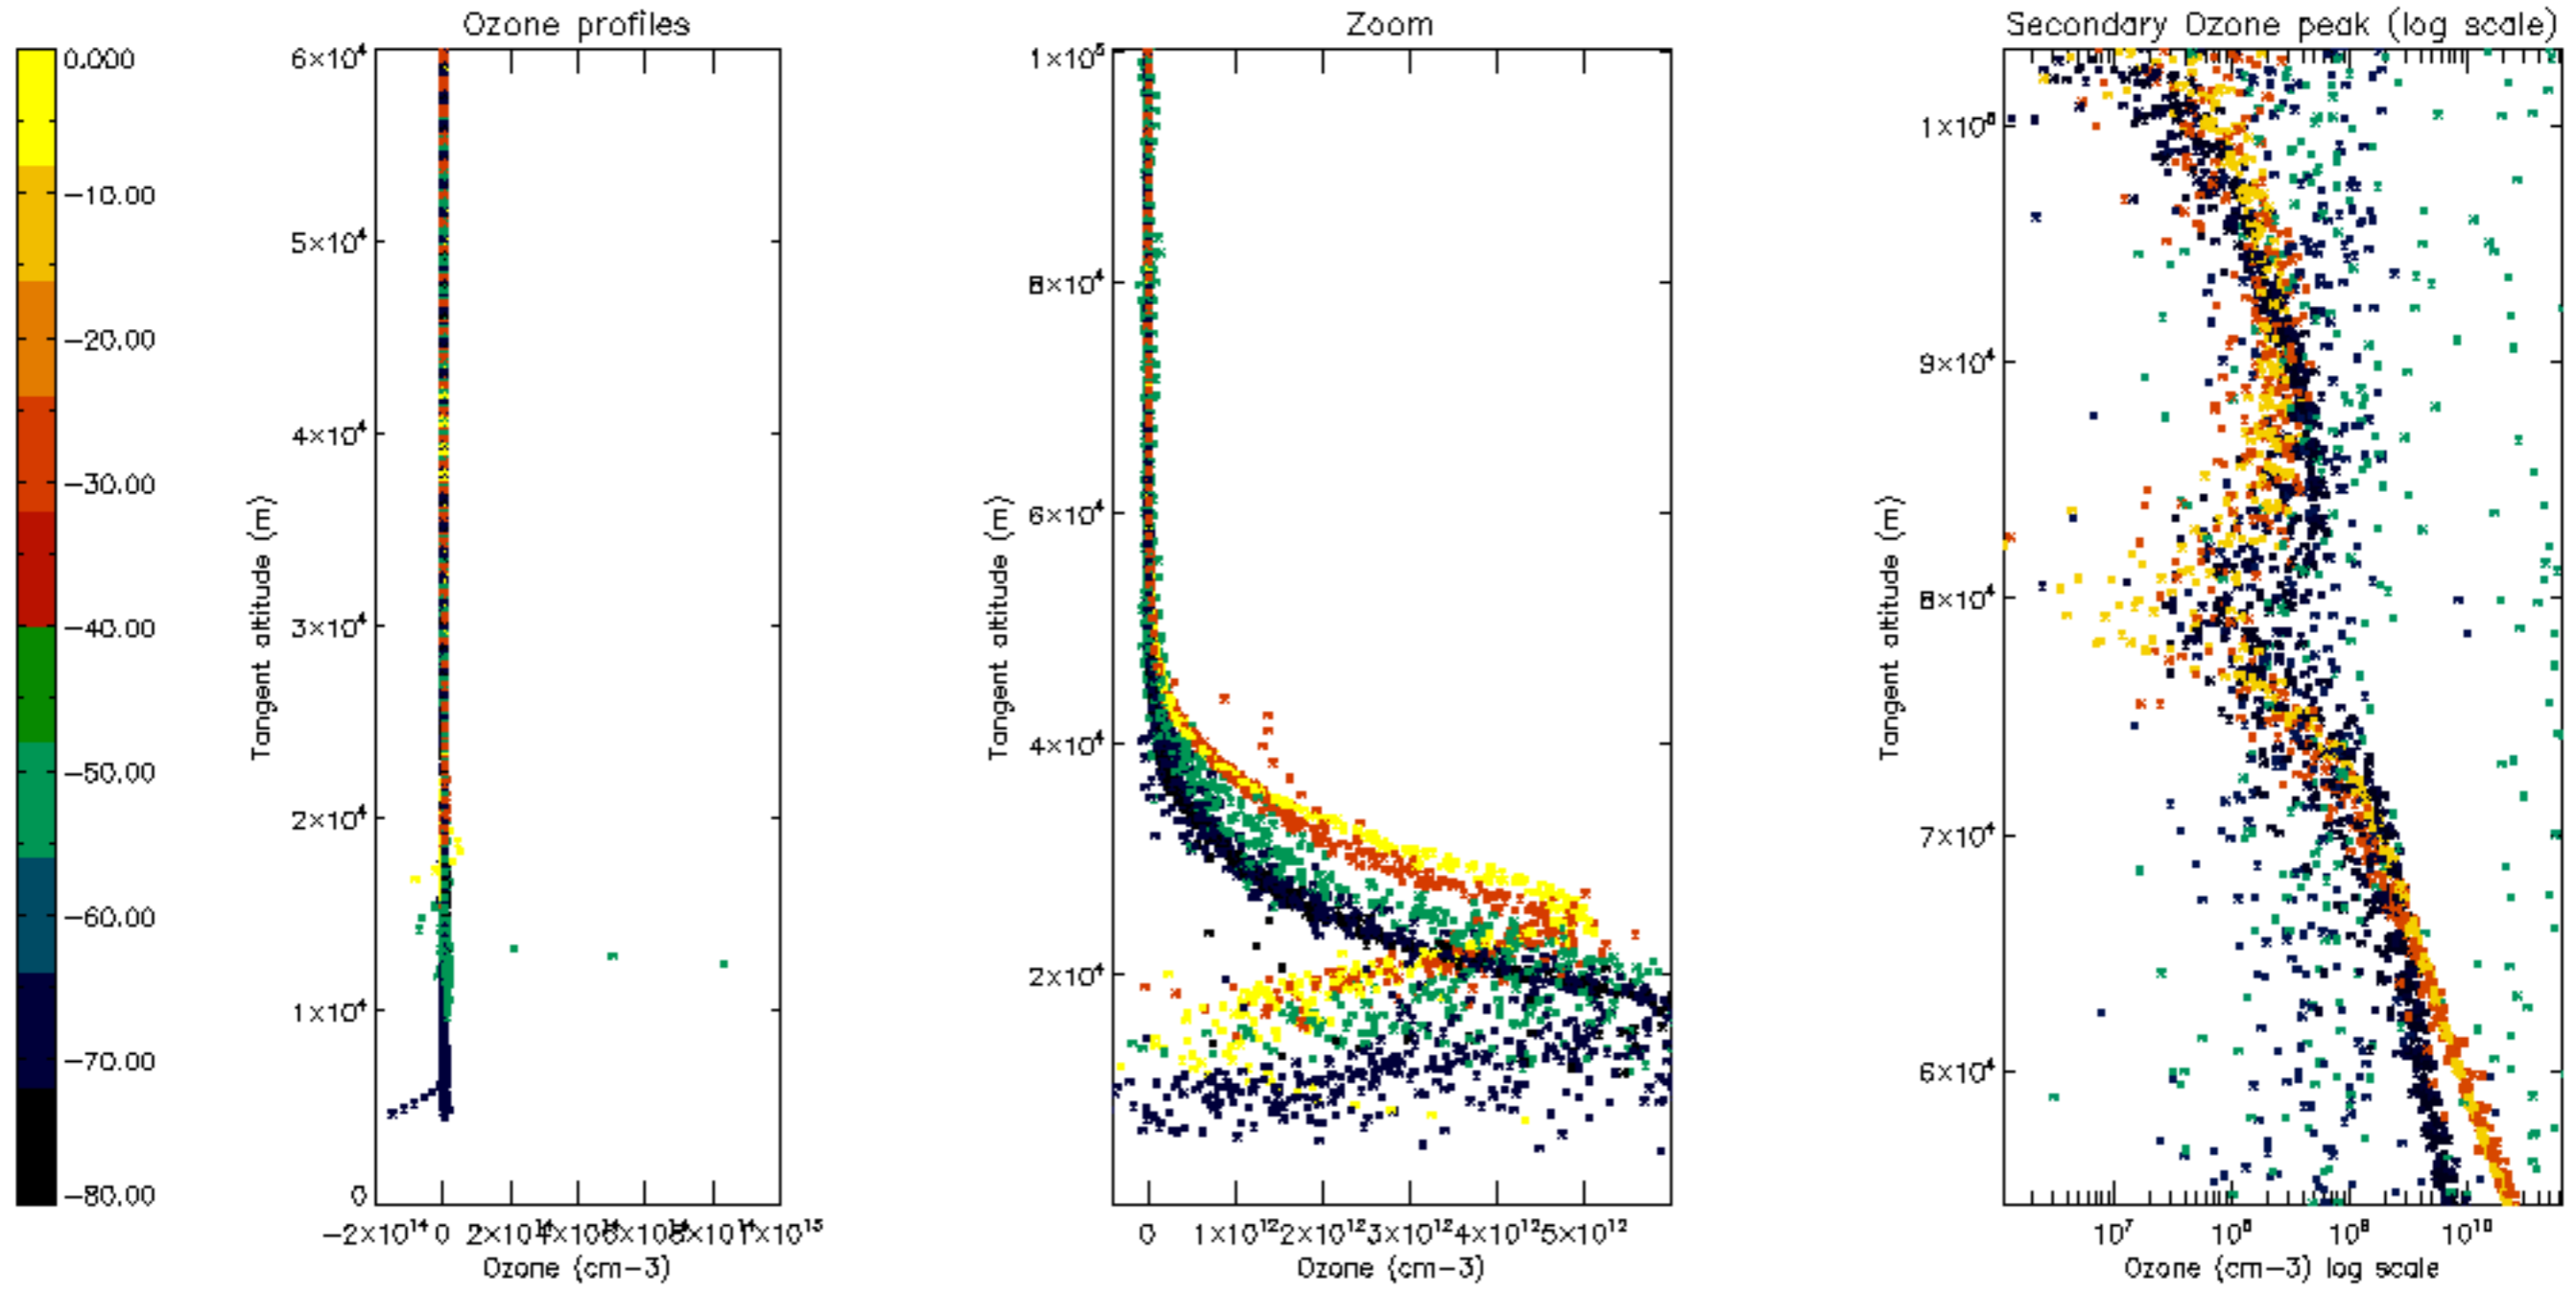 Ozone profiles
Zoom
Secondary Ozone peak (log scale)
0.000
−10.00
−20.00
−30.00
−40.00
−50.00
−60.00
−70.00
−80.00
6×10⁴
5×10⁴
4×10⁴
3×10⁴
2×10⁴
1×10⁴
0
Tangent altitude (m)
−2×10¹⁴ 0
Ozone (cm−3)
1×10⁵
8×10⁴
6×10⁴
4×10⁴
2×10⁴
Tangent altitude (m)
0 1×10¹² 2×10¹² 3×10¹² 4×10¹² 5×10¹²
Ozone (cm−3)
9×10⁴
8×10⁴
7×10⁴
6×10⁴
Tangent altitude (m)
10⁷ 10⁹ 10¹⁰
Ozone (cm−3) log scale